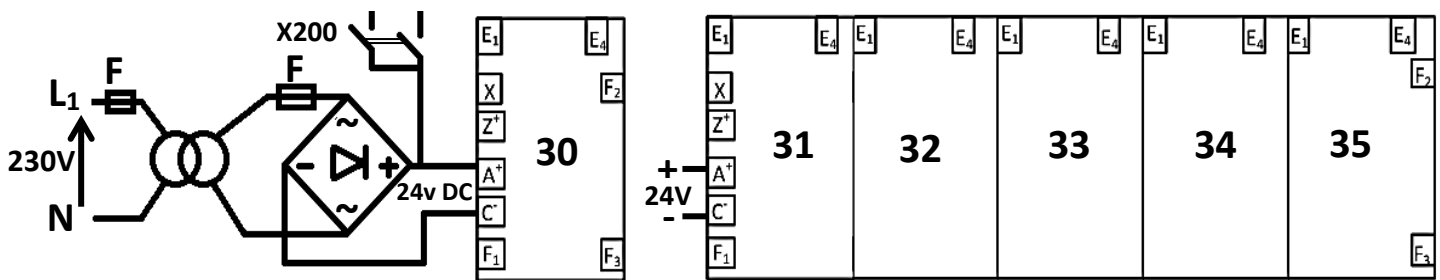 X200
F
F
L1
230V
N
~
- +
~
24v DC
E1 E4
X F2
Z+
30
A+
C-
F1 F3
E1 E4 E1 E4 E1 E4 E1 E4 E1 E4
X F2
Z+
31 32 33 34 35
+ A+
24V
- C-
F1 F3